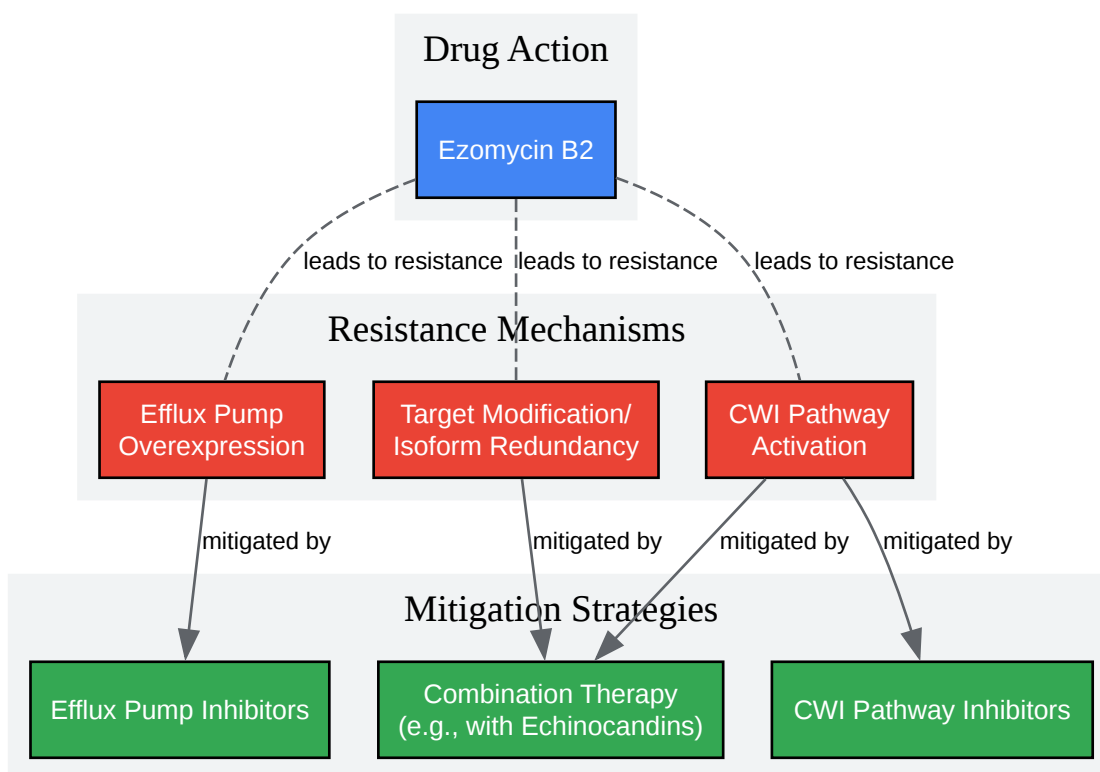 Drug Action
Ezomycin B2
leads to resistance
leads to resistance
leads to resistance
Resistance Mechanisms
Efflux Pump
Overexpression
Target Modification/
Isoform Redundancy
CWI Pathway
Activation
mitigated by
mitigated by
mitigated by
mitigated by
Mitigation Strategies
Efflux Pump Inhibitors
Combination Therapy
(e.g., with Echinocandins)
CWI Pathway Inhibitors